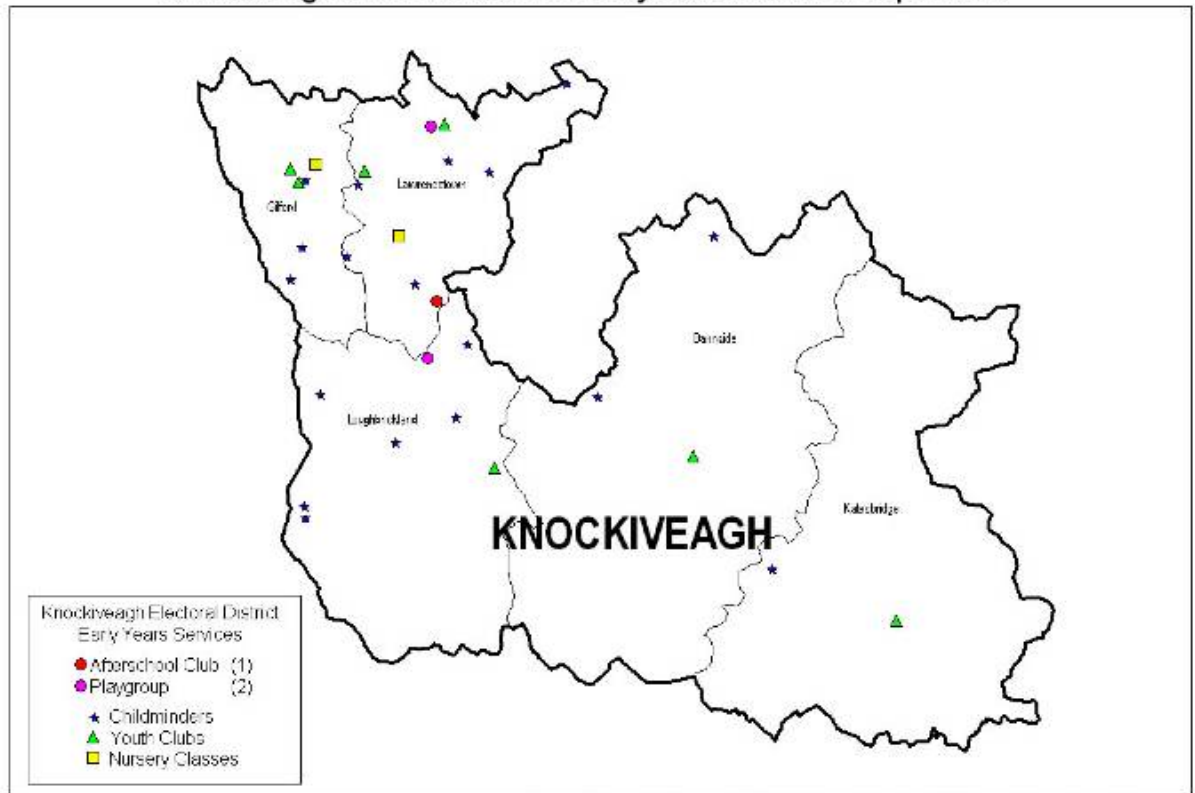 Gilford
Loughbrickland
Bannside
Katesbridge
KNOCKIVEAGH
Knockiveagh Electoral District
Early Years Services
Afterschool Club (1)
Playgroup (2)
Childminders
Youth Clubs
Nursery Classes